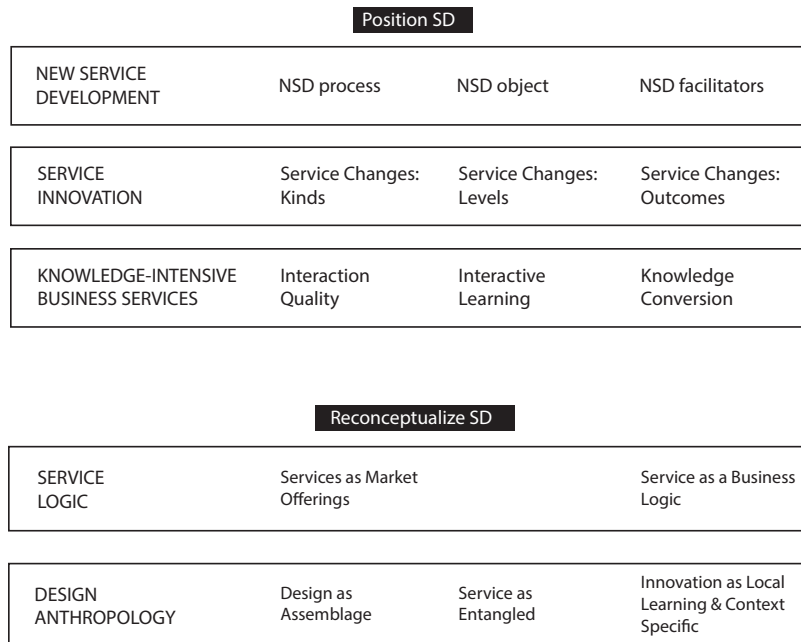 Position SD
NEW SERVICE
DEVELOPMENT
NSD process
NSD object
NSD facilitators
SERVICE
INNOVATION
Service Changes:
Kinds
Service Changes:
Levels
Service Changes:
Outcomes
KNOWLEDGE-INTENSIVE
BUSINESS SERVICES
Interaction
Quality
Interactive
Learning
Knowledge
Conversion
Reconceptualize SD
SERVICE
LOGIC
Services as Market
Offerings
Service as a Business
Logic
DESIGN
ANTHROPOLOGY
Design as
Assemblage
Service as
Entangled
Innovation as Local
Learning & Context
Specific